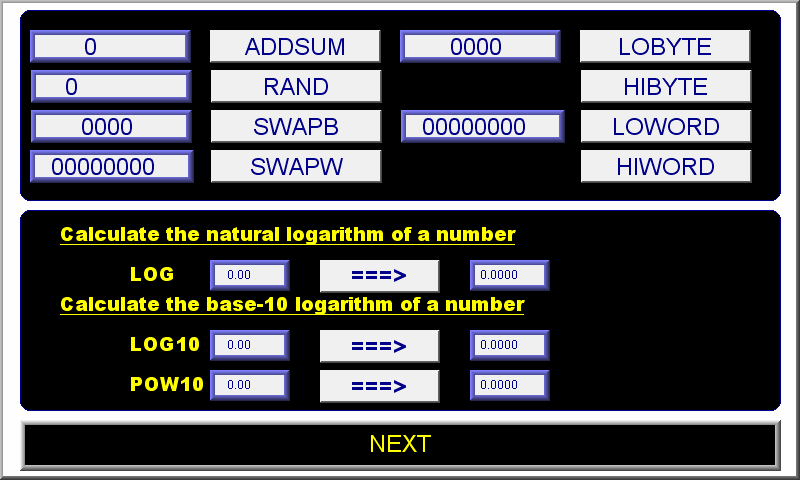 0 ADDSUM 0000 LOBYTE
0 RAND HIBYTE
0000 SWAPB 00000000 LOWORD
00000000 SWAPW HIWORD
Calculate the natural logarithm of a number
LOG 0.00 ===> 0.0000
Calculate the base-10 logarithm of a number
LOG10 0.00 ===> 0.0000
POW10 0.00 ===> 0.0000
NEXT